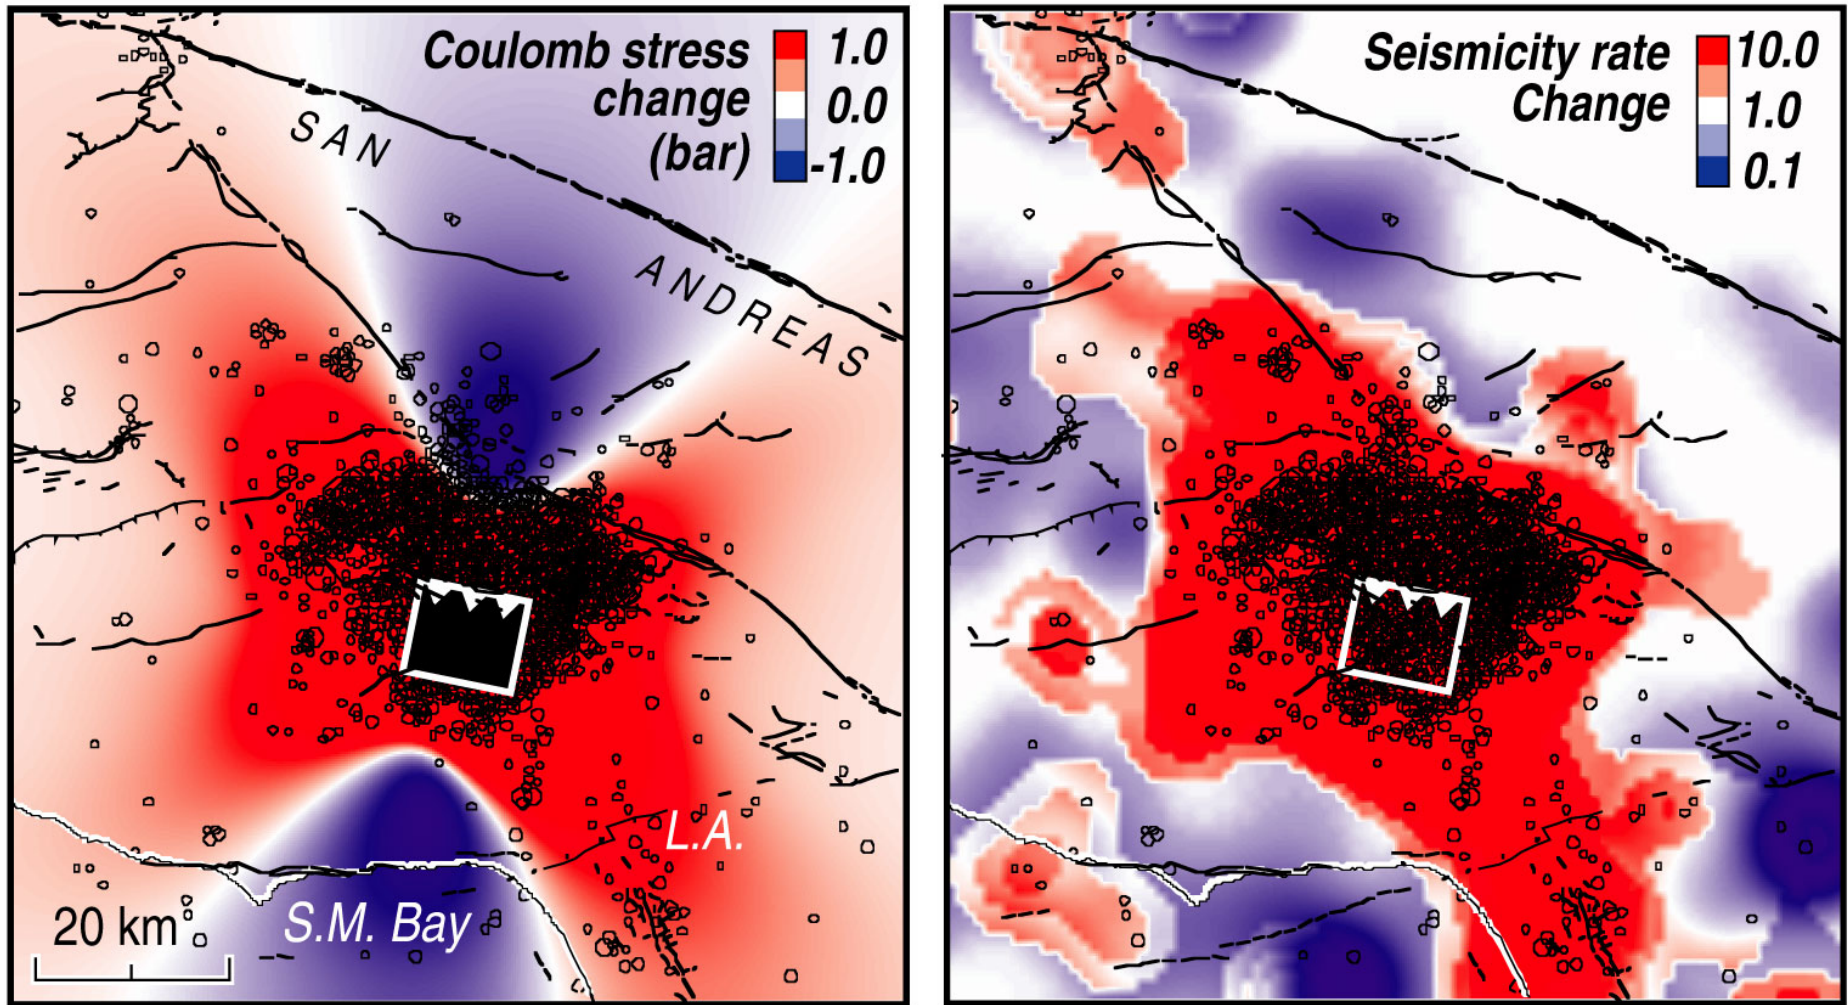 Coulomb stress
change
(bar)
1.0
0.0
-1.0
SAN
ANDREAS
L.A.
S.M. Bay
20 km
Seismicity rate
Change
10.0
1.0
0.1